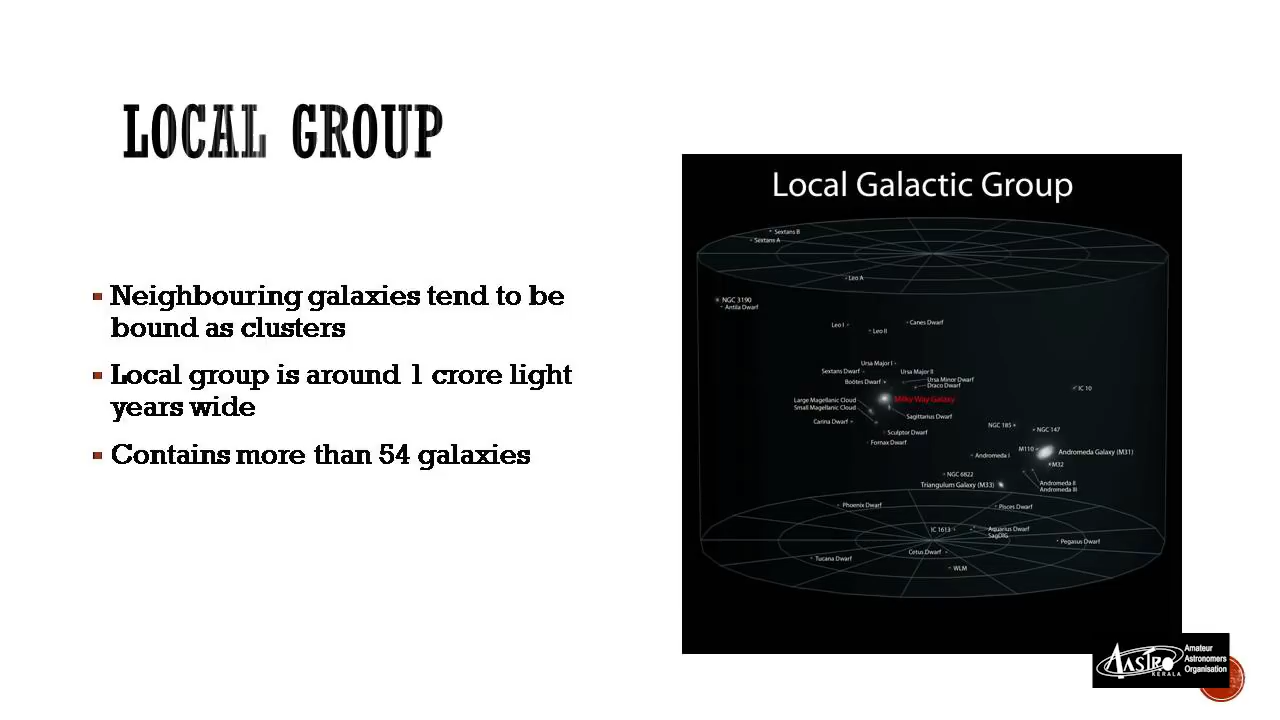 LOCAL GROUP
Neighbouring galaxies tend to be
bound as clusters
Local group is around 1 crore light
years wide
Contains more than 54 galaxies
Local Galactic Group
Sextans B
Sextans A
Leo A
NGC 3190
Antila Dwarf
Leo I
Leo II
Canes Dwarf
Ursa Major I
Sextans Dwarf
Ursa Major II
Boötes Dwarf
Ursa Minor Dwarf
Draco Dwarf
IC 10
Milky Way Galaxy
Large Magellanic Cloud
Small Magellanic Cloud
Sagittarius Dwarf
Carina Dwarf
Sculptor Dwarf
Fornax Dwarf
NGC 185
NGC 147
M110
Andromeda Galaxy (M31)
Andromeda I
M32
NGC 6822
Triangulum Galaxy (M33)
Andromeda II
Andromeda III
Phoenix Dwarf
Pisces Dwarf
IC 1613
Aquarius Dwarf
SagDIG
Pegasus Dwarf
Cetus Dwarf
Tucana Dwarf
WLM
AASTRO
KERALA
Amateur
Astronomers
Organisation